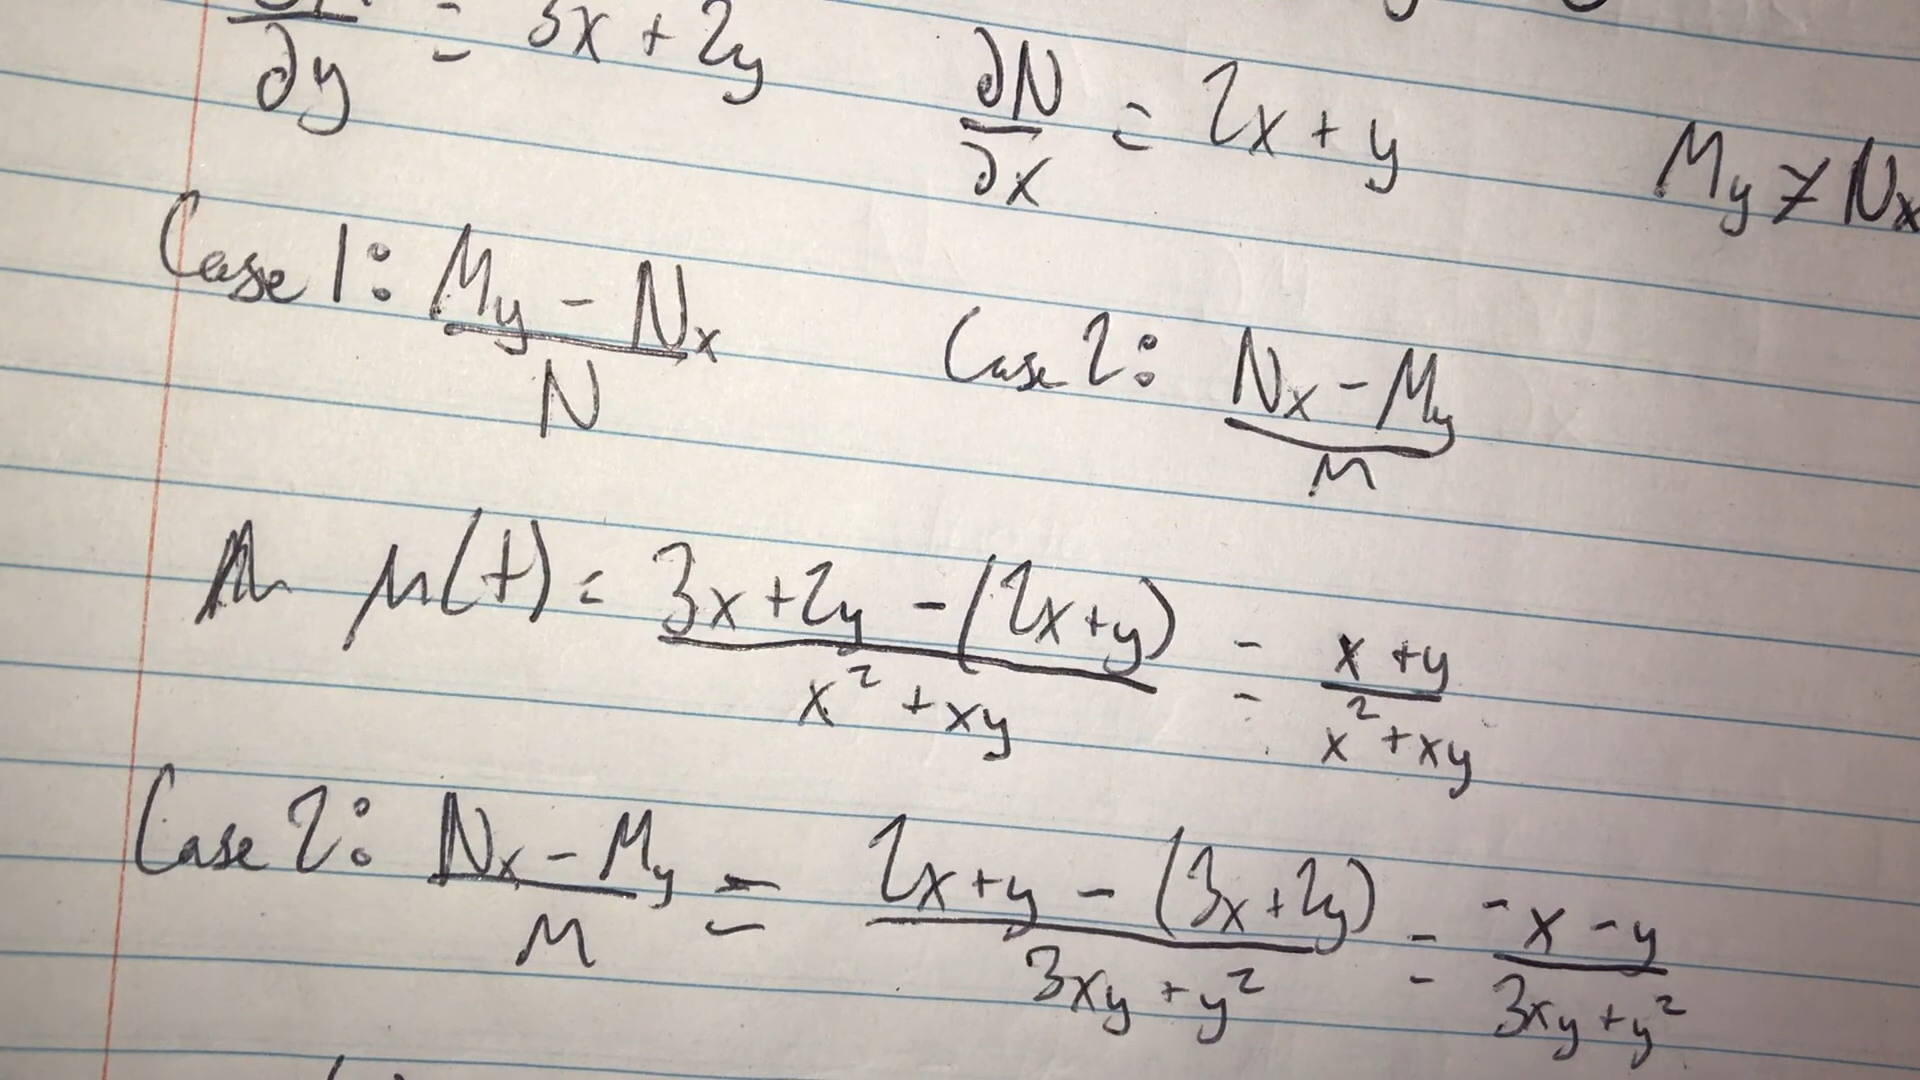 ∂y = 3x + 2y   ∂N/∂x = 2x + y   My ≠ Nx
Case 1: (My - Nx)/N   Case 2: (Nx - My)/M
μ(t) = (3x + 2y - (2x + y))/(x² + xy) = (x + y)/(x² + xy)
Case 2: (Nx - My)/M = (2x + y - (3x + 2y))/(3xy + y²) = (-x - y)/(3xy + y²)